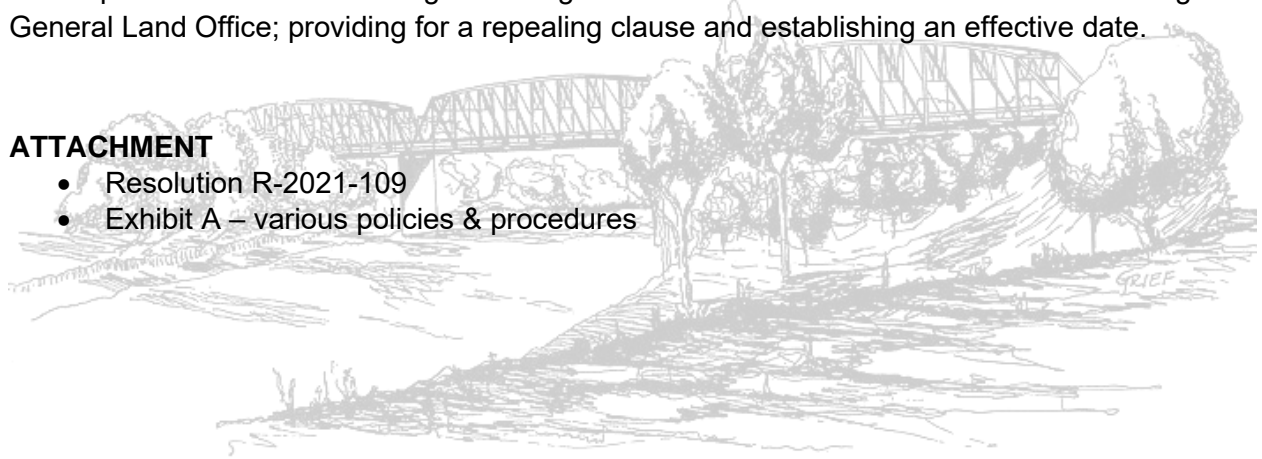 General Land Office; providing for a repealing clause and establishing an effective date.
ATTACHMENT
• Resolution R-2021-109
• Exhibit A – various policies & procedures
GRIEF